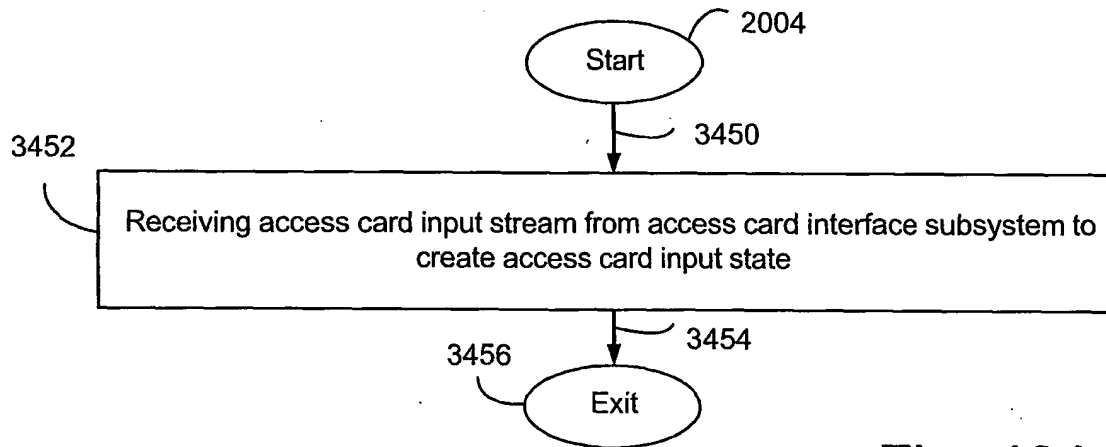 2004
Start
3450
3452
Receiving access card input stream from access card interface subsystem to
create access card input state
3454
3456
Exit